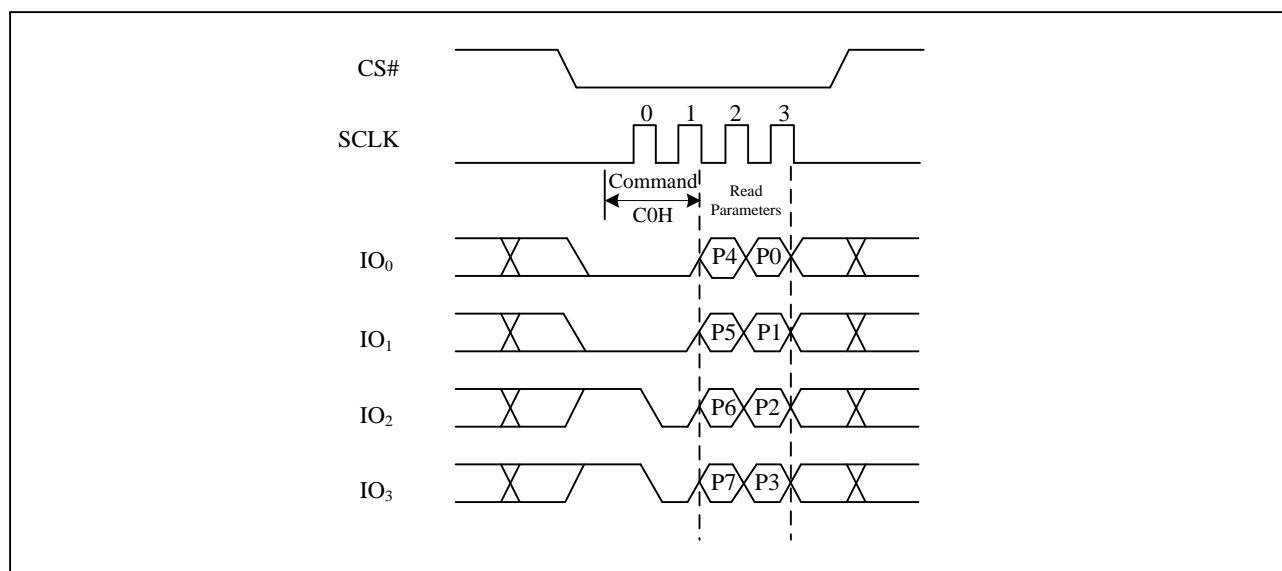 CS#
0 1 2 3
SCLK
Command
C0H
Read
Parameters
IO₀ P4 P0
IO₁ P5 P1
IO₂ P6 P2
IO₃ P7 P3